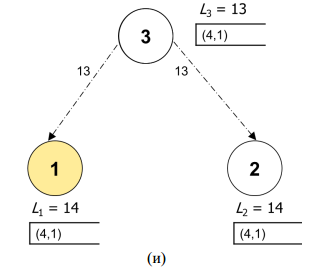 L₃ = 13
3
(4,1)
13
13
1
2
L₁ = 14
L₂ = 14
(4,1)
(4,1)
(и)